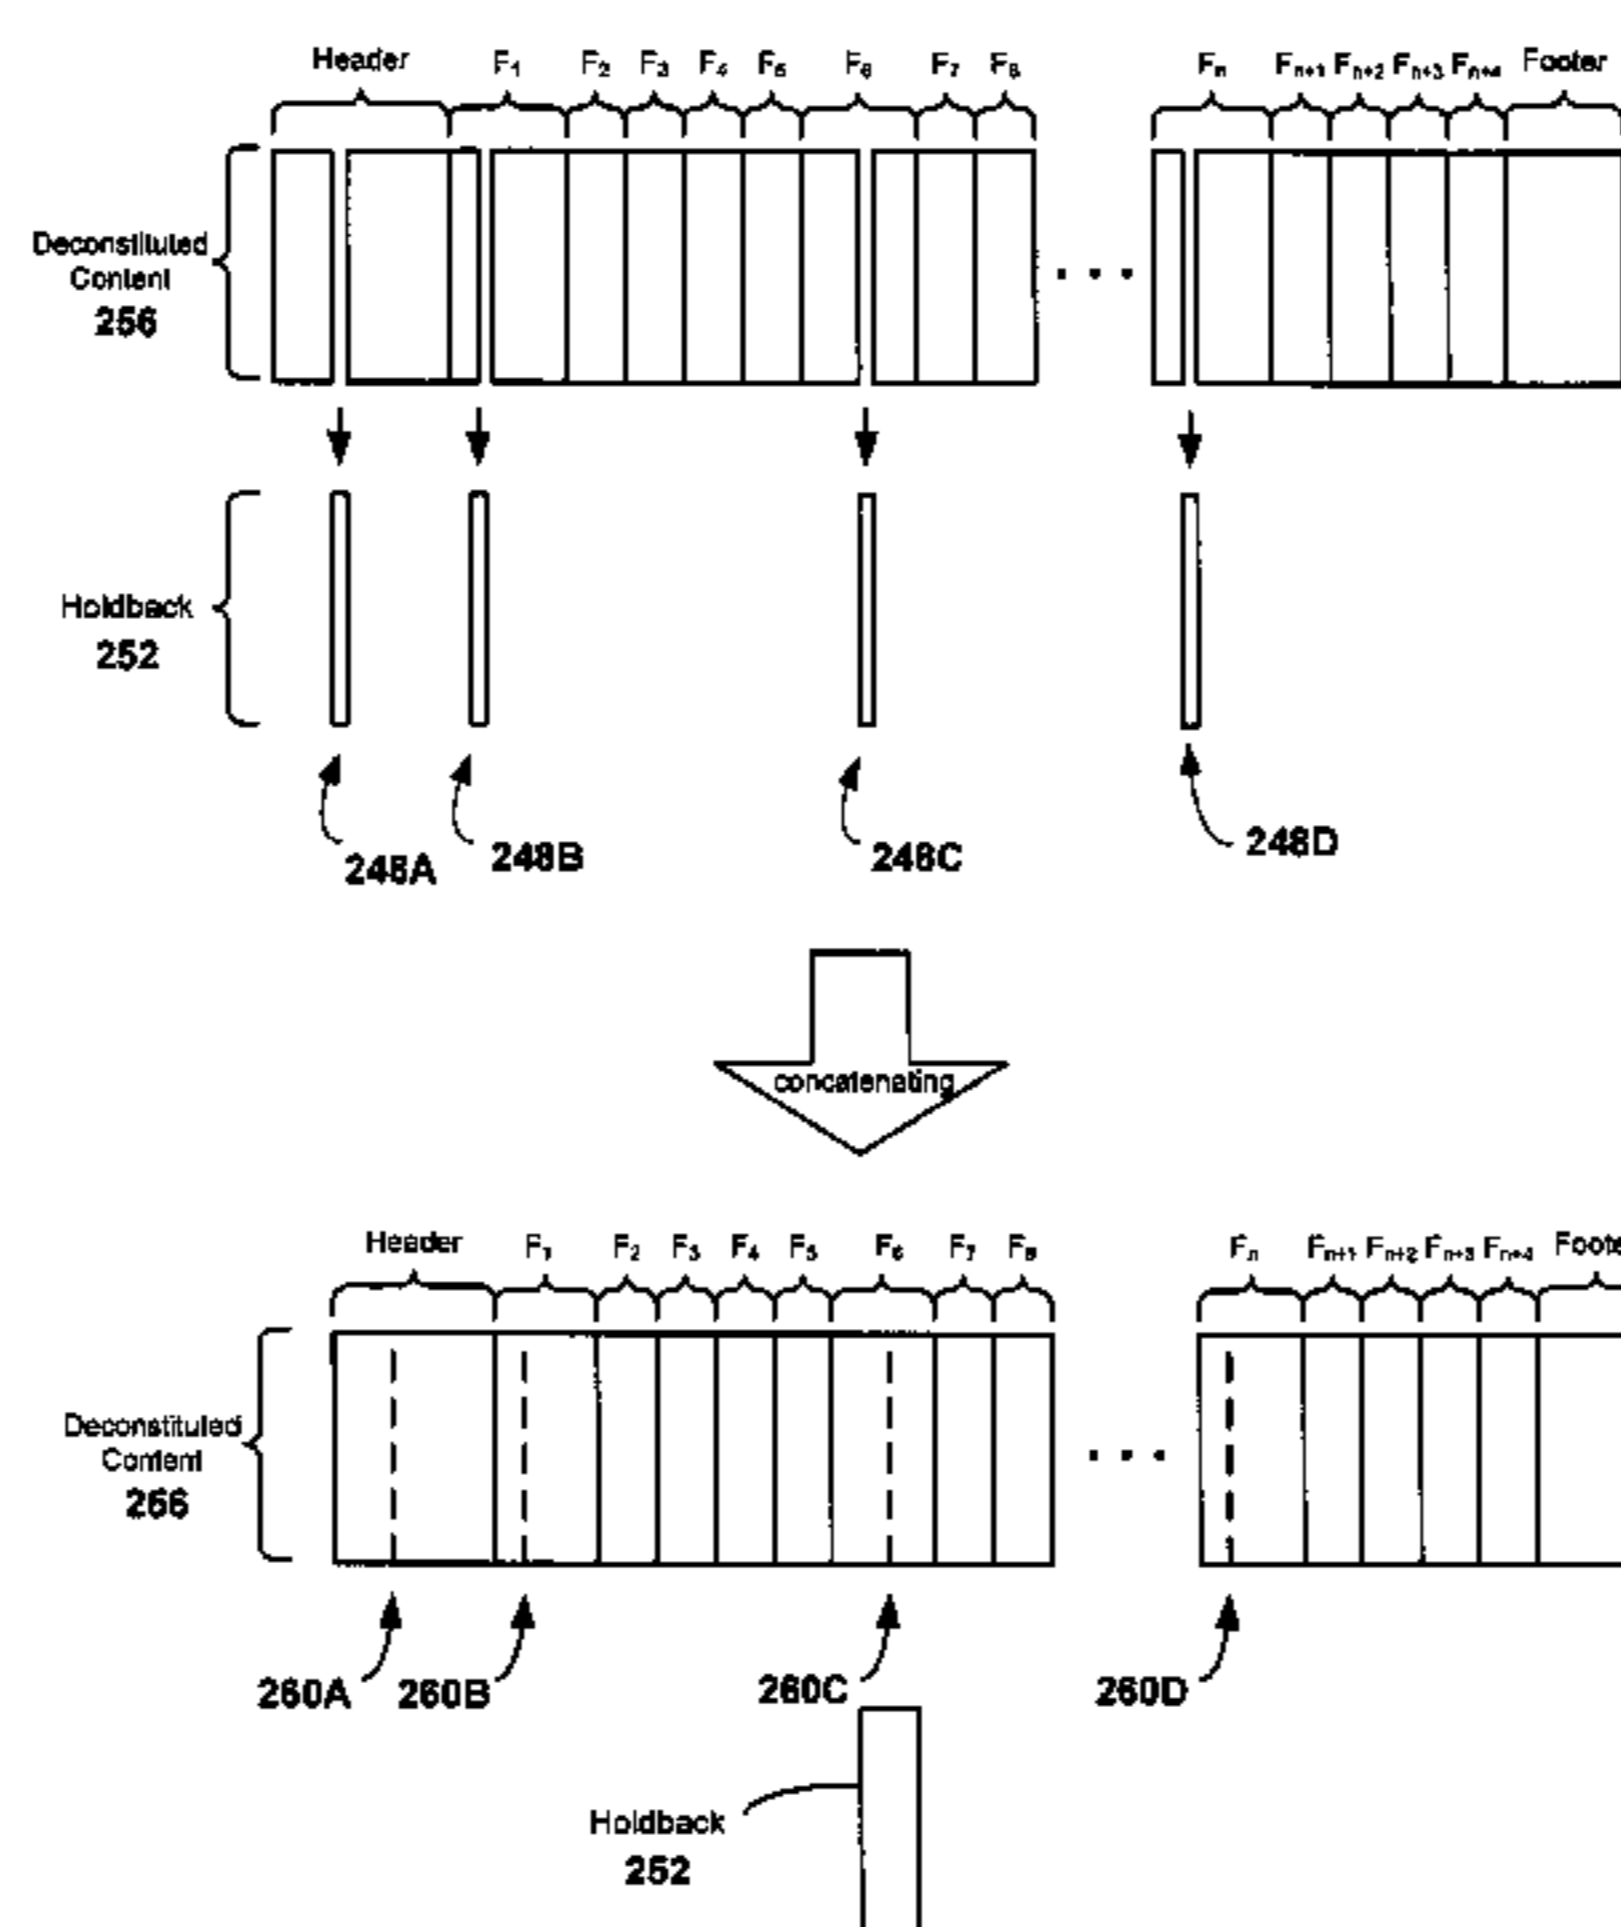 Header F₁ F₂ F₃ F₄ F₅ F₆ F₇ F₈ Fₙ Fₙ₊₁ Fₙ₊₂ Fₙ₊₃ Fₙ₊₄ Footer
Deconstituted
Content
256
Holdback
252
248A
248B
248C
248D
concatenating
Header F₁ F₂ F₃ F₄ F₅ F₆ F₇ F₈ Fₙ Fₙ₊₁ Fₙ₊₂ Fₙ₊₃ Fₙ₊₄ Foote
Deconstituted
Content
256
260A 260B 260C 260D
Holdback
252